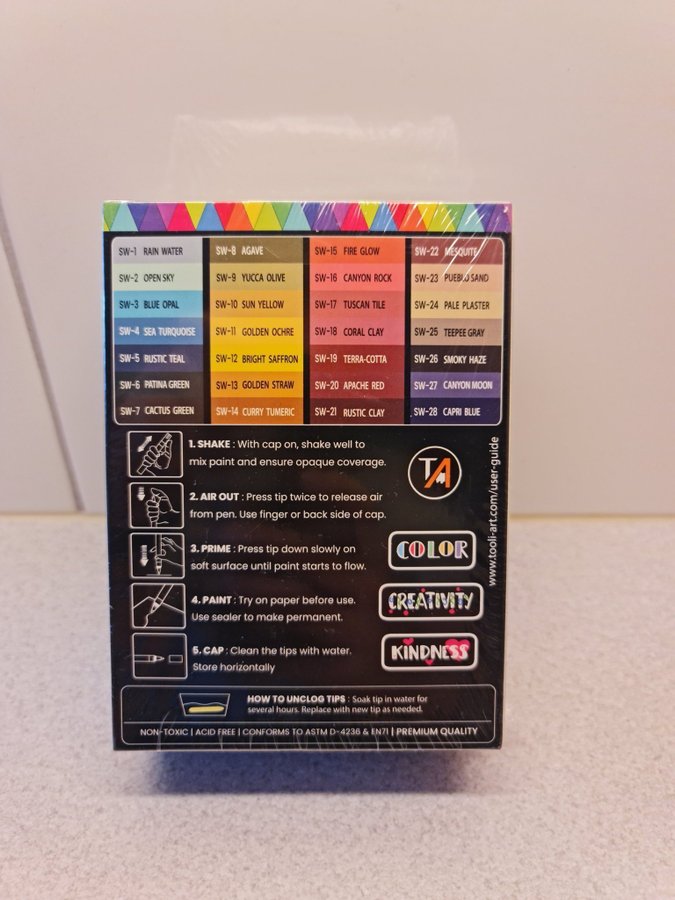 SW-1 RAIN WATER
SW-2 OPEN SKY
SW-3 BLUE OPAL
SW-4 SEA TURQUOISE
SW-5 RUSTIC TEAL
SW-6 PATINA GREEN
SW-7 CACTUS GREEN
SW-8 AGAVE
SW-9 YUCCA OLIVE
SW-10 SUN YELLOW
SW-11 GOLDEN OCHRE
SW-12 BRIGHT SAFFRON
SW-13 GOLDEN STRAW
SW-14 CURRY TUMERIC
SW-15 FIRE GLOW
SW-16 CANYON ROCK
SW-17 TUSCAN TILE
SW-18 CORAL CLAY
SW-19 TERRA-COTTA
SW-20 APACHE RED
SW-21 RUSTIC CLAY
SW-22 MESQUITE
SW-23 PUEBLO SAND
SW-24 PALE PLASTER
SW-25 TEEPEE GRAY
SW-26 SMOKY HAZE
SW-27 CANYON MOON
SW-28 CAPRI BLUE
1. SHAKE : With cap on, shake well to
mix paint and ensure opaque coverage.
2. AIR OUT : Press tip twice to release air
from pen. Use finger or back side of cap.
3. PRIME : Press tip down slowly on
soft surface until paint starts to flow.
4. PAINT : Try on paper before use.
Use sealer to make permanent.
5. CAP : Clean the tips with water.
Store horizontally
TA
COLOR
CREATIVITY
KINDNESS
www.tooli-art.com/user-guide
HOW TO UNCLOG TIPS : Soak tip in water for
several hours. Replace with new tip as needed.
NON-TOXIC | ACID FREE | CONFORMS TO ASTM D-4236 & EN71 | PREMIUM QUALITY